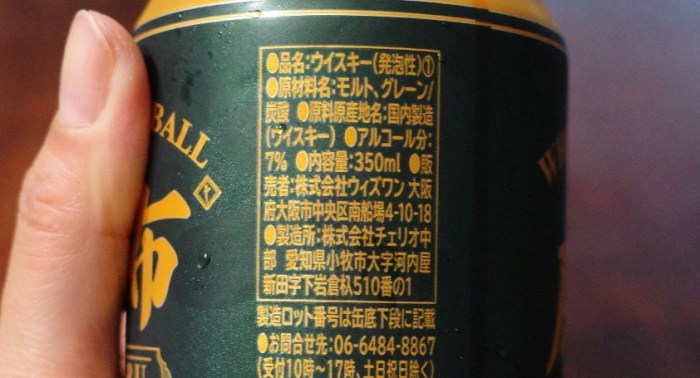 ●品名:ウイスキー(発泡性)①
●原材料名:モルト、グレーン/
炭酸 ●原料原産地名:国内製造
(ウイスキー) ●アルコール分:
7% ●内容量:350ml ●販
売者:株式会社ウィズワン 大阪
府大阪市中央区南船場4-10-18
●製造所:株式会社チェリオ中
部 愛知県小牧市大字河内屋
新田字下岩倉杁510番の1
製造ロット番号は缶底下段に記載
●お問合せ先:06-6484-8867
(受付10時〜17時、土日祝日除く)
BALL